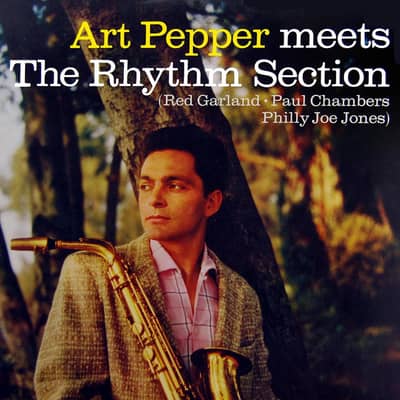 Art Pepper meets
The Rhythm Section
(Red Garland · Paul Chambers
Philly Joe Jones)